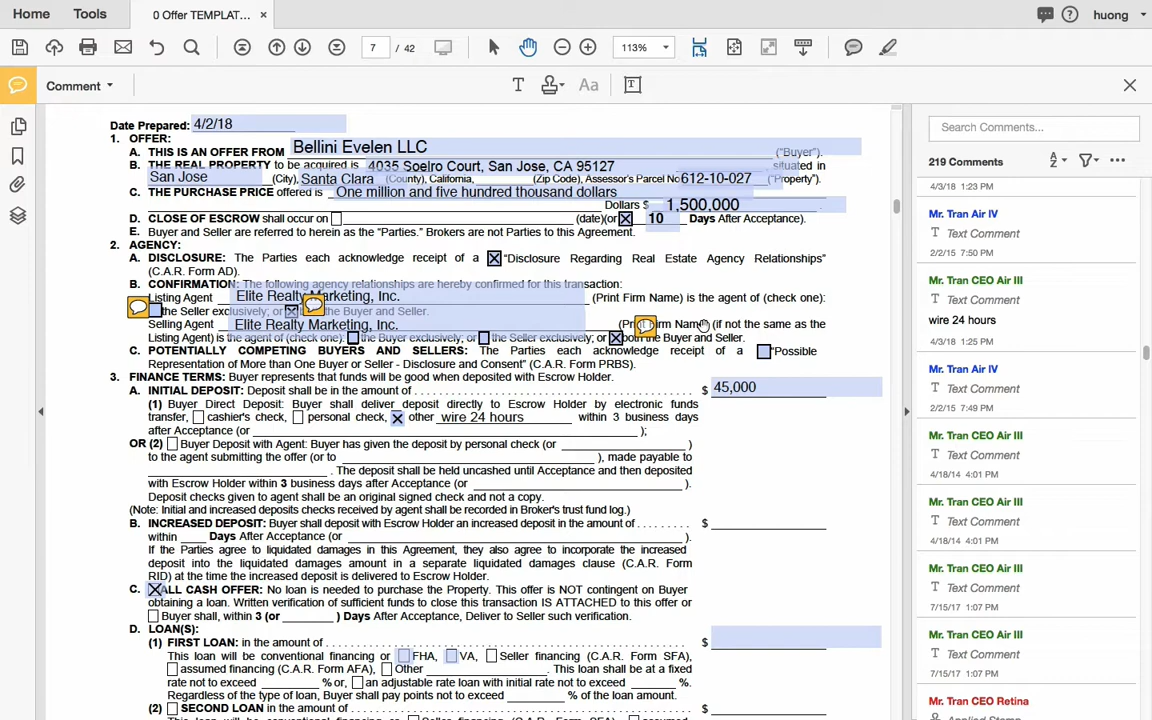 Home Tools 0 Offer TEMPLAT... × huong
7 / 42 113%
Comment T Aa T
Date Prepared: 4/2/18
1. OFFER:
A. THIS IS AN OFFER FROM Bellini Evelen LLC ("Buyer").
B. THE REAL PROPERTY to be acquired is 4035 Soelro Court, San Jose, CA 95127, situated in
San Jose (City), Santa Clara (County), California, (Zip Code), Assessor's Parcel No. 612-10-027 ("Property").
C. THE PURCHASE PRICE offered is One million and five hundred thousand dollars
Dollars $ 1,500,000.
D. CLOSE OF ESCROW shall occur on (date)(or 10 Days After Acceptance).
E. Buyer and Seller are referred to herein as the “Parties.” Brokers are not Parties to this Agreement.
2. AGENCY:
A. DISCLOSURE: The Parties each acknowledge receipt of a “Disclosure Regarding Real Estate Agency Relationships”
(C.A.R. Form AD).
B. CONFIRMATION: The following agency relationships are hereby confirmed for this transaction:
Listing Agent Elite Realty Marketing, Inc. (Print Firm Name) is the agent of (check one):
the Seller exclusively; or both the Buyer and Seller.
Selling Agent Elite Realty Marketing, Inc. (Print Firm Name) (if not the same as the
Listing Agent) is the agent of (check one): the Buyer exclusively; or the Seller exclusively; or both the Buyer and Seller.
C. POTENTIALLY COMPETING BUYERS AND SELLERS: The Parties each acknowledge receipt of a “Possible
Representation of More than One Buyer or Seller - Disclosure and Consent” (C.A.R. Form PRBS).
3. FINANCE TERMS: Buyer represents that funds will be good when deposited with Escrow Holder.
A. INITIAL DEPOSIT: Deposit shall be in the amount of $ 45,000
(1) Buyer Direct Deposit: Buyer shall deliver deposit directly to Escrow Holder by electronic funds
transfer, cashier's check, personal check, other wire 24 hours within 3 business days
after Acceptance (or );
OR (2) Buyer Deposit with Agent: Buyer has given the deposit by personal check (or )
to the agent submitting the offer (or to ), made payable to
. The deposit shall be held uncashed until Acceptance and then deposited
with Escrow Holder within 3 business days after Acceptance (or ).
Deposit checks given to agent shall be an original signed check and not a copy.
(Note: Initial and increased deposits checks received by agent shall be recorded in Broker's trust fund log.)
B. INCREASED DEPOSIT: Buyer shall deposit with Escrow Holder an increased deposit in the amount of $
within Days After Acceptance (or ).
If the Parties agree to liquidated damages in this Agreement, they also agree to incorporate the increased
deposit into the liquidated damages amount in a separate liquidated damages clause (C.A.R. Form
RID) at the time the increased deposit is delivered to Escrow Holder.
C. ALL CASH OFFER: No loan is needed to purchase the Property. This offer is NOT contingent on Buyer
obtaining a loan. Written verification of sufficient funds to close this transaction IS ATTACHED to this offer or
Buyer shall, within 3 (or ) Days After Acceptance, Deliver to Seller such verification.
D. LOAN(S):
(1) FIRST LOAN: in the amount of $
This loan will be conventional financing or FHA, VA, Seller financing (C.A.R. Form SFA),
assumed financing (C.A.R. Form AFA), Other . This loan shall be at a fixed
rate not to exceed % or, an adjustable rate loan with initial rate not to exceed %.
Regardless of the type of loan, Buyer shall pay points not to exceed % of the loan amount.
(2) SECOND LOAN in the amount of $
Search Comments...
219 Comments
4/3/18 1:23 PM
Mr. Tran Air IV
Text Comment
2/2/15 7:50 PM
Mr. Tran CEO Air III
Text Comment
wire 24 hours
4/3/18 1:25 PM
Mr. Tran Air IV
Text Comment
2/2/15 7:49 PM
Mr. Tran CEO Air III
Text Comment
4/18/14 4:01 PM
Mr. Tran CEO Air III
Text Comment
4/18/14 4:01 PM
Mr. Tran CEO Air III
Text Comment
7/15/17 1:07 PM
Mr. Tran CEO Air III
Text Comment
7/15/17 1:07 PM
Mr. Tran CEO Retina